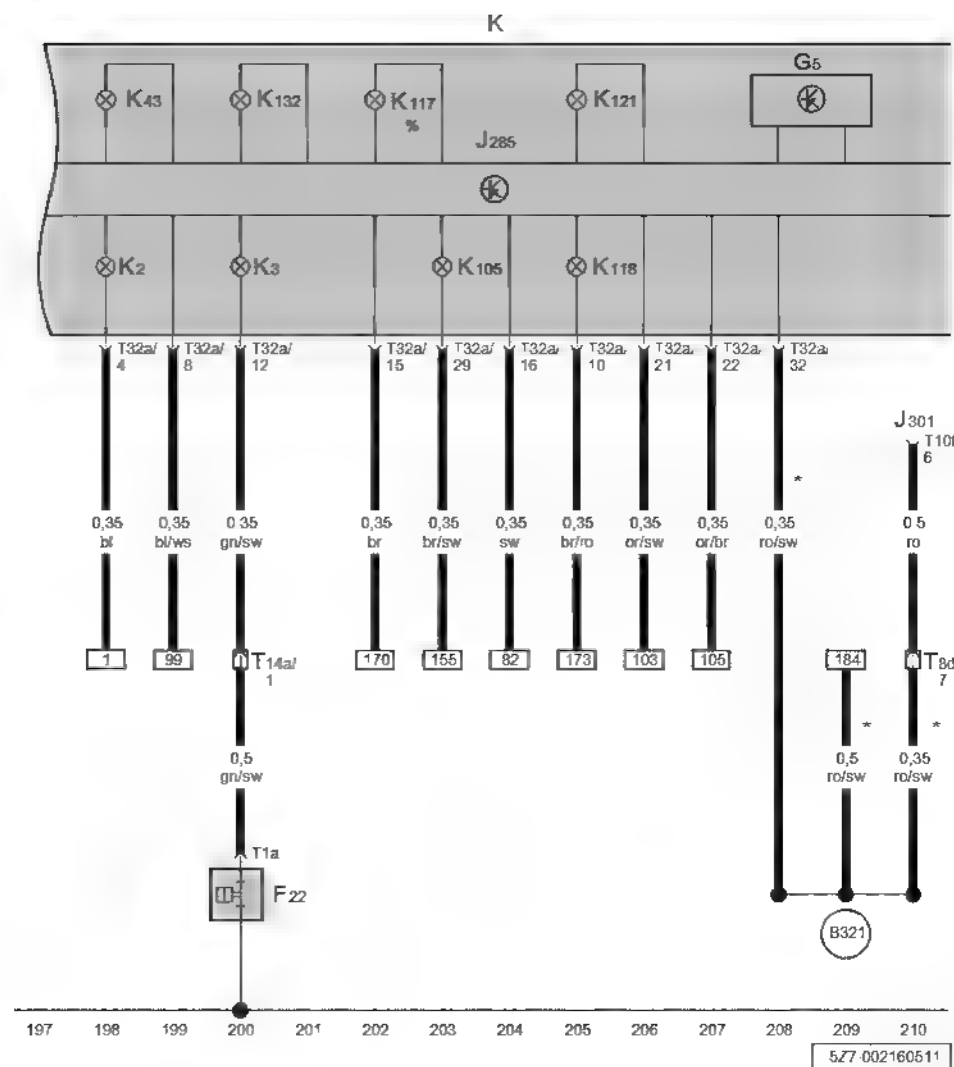 K
G5
K43 K132 K117 K121
%
J285
K2 K3 K105 K118
T32a/ T32a/ T32a/ T32a/ T32a/ T32a/ T32a, T32a, T32a, T32a/
4 8 12 15 29 16 10 21 22 32
J301
6
*
0,35 0,35 0,35 0,35 0,35 0,35 0,35 0,35 0,35 0,35 0 5
bl bl/ws gn/sw br br/sw sw br/ro or/sw or/br ro/sw ro
1 99 T14a/ 170 155 82 173 103 105 184 T8d
1 7
* *
0,5 0,5 0,35
gn/sw ro/sw ro/sw
T1a
F22
B321
197 198 199 200 201 202 203 204 205 206 207 208 209 210
5Z7-002160511